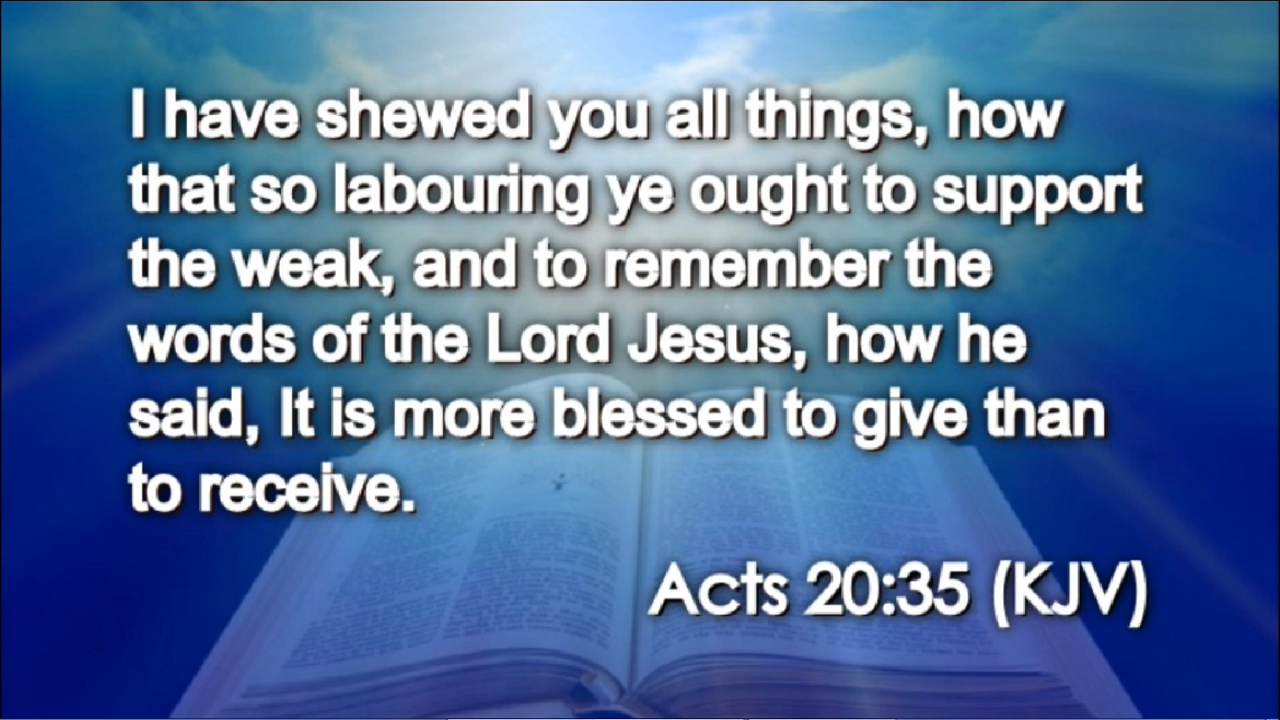 I have shewed you all things, how
that so labouring ye ought to support
the weak, and to remember the
words of the Lord Jesus, how he
said, It is more blessed to give than
to receive.
Acts 20:35 (KJV)